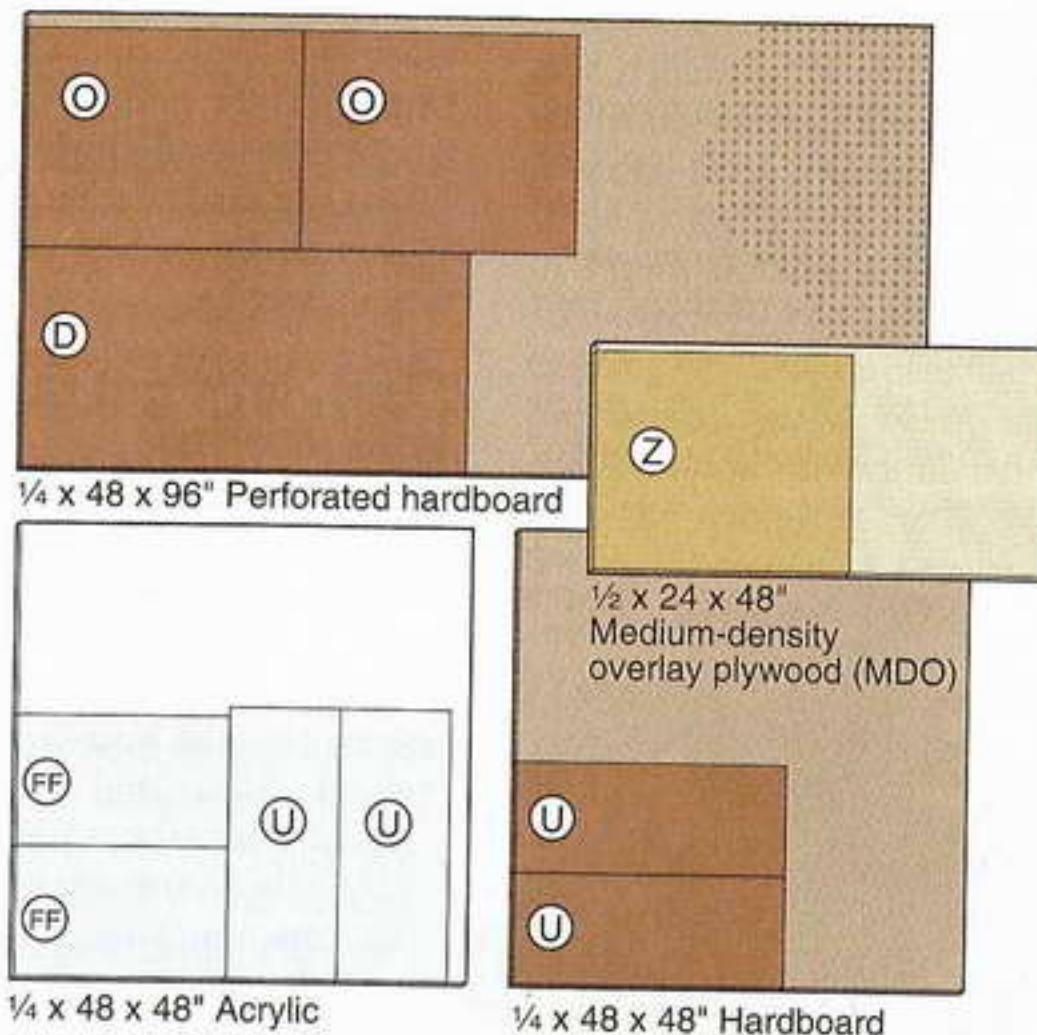 O
O
D
Z
¼ x 48 x 96" Perforated hardboard
½ x 24 x 48"
Medium-density
overlay plywood (MDO)
FF
U
U
FF
U
U
¼ x 48 x 48" Acrylic
¼ x 48 x 48" Hardboard